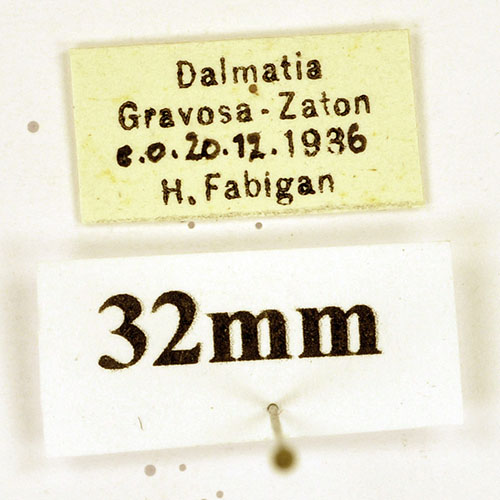 Dalmatia
Gravosa - Zaton
e.o. 20.12.1936
H. Fabigan
32mm